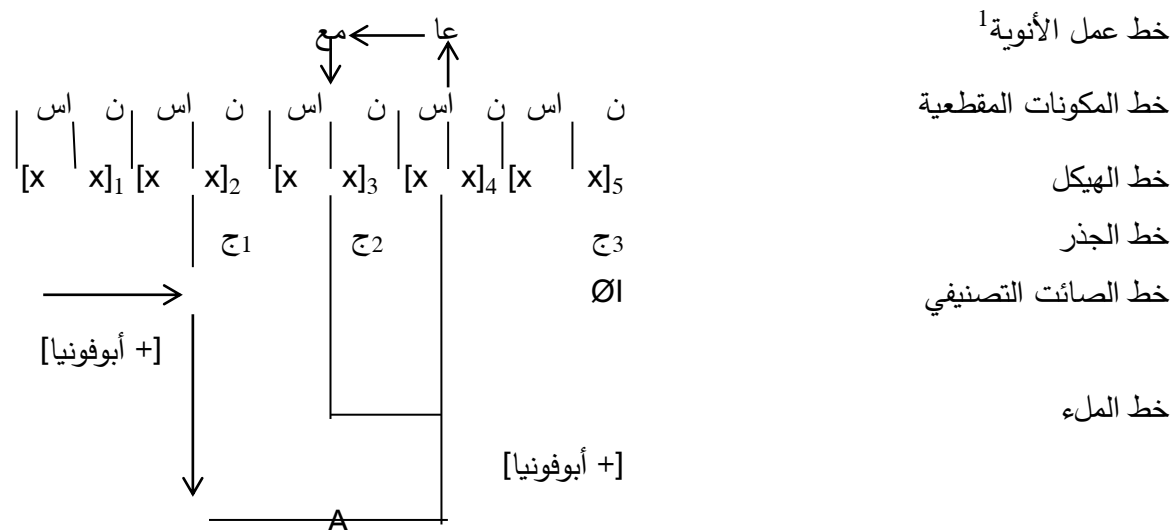 خط عمل الأنوية¹ عا مع
خط المكونات المقطعية ن اس ن اس ن اس ن اس ن اس
خط الهيكل [x x]₁ [x x]₂ [x x]₃ [x x]₄ [x x]₅
خط الجذر ج3 ج2 ج1
خط الصائت التصنيفي ØI
[+ أبوفونيا]
خط الملء
[+ أبوفونيا]
A